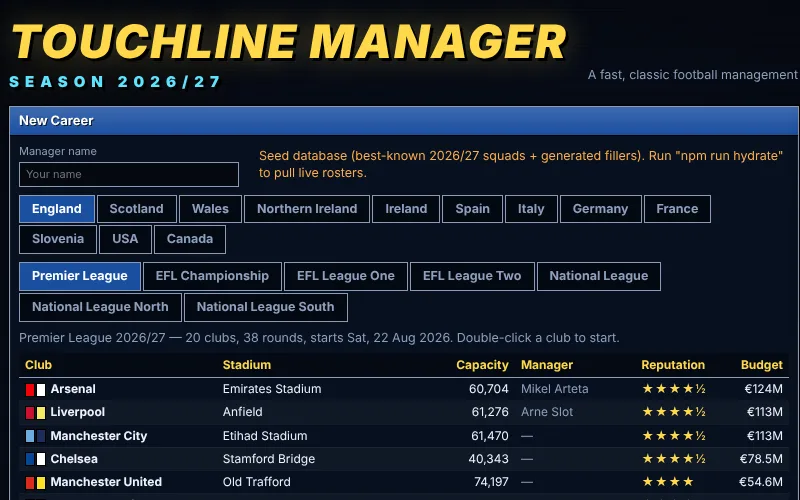 TOUCHLINE MANAGER
SEASON 2026/27
A fast, classic football management
New Career
Manager name
Your name
Seed database (best-known 2026/27 squads + generated fillers). Run "npm run hydrate"
to pull live rosters.
England Scotland Wales Northern Ireland Ireland Spain Italy Germany France
Slovenia USA Canada
Premier League EFL Championship EFL League One EFL League Two National League
National League North National League South
Premier League 2026/27 — 20 clubs, 38 rounds, starts Sat, 22 Aug 2026. Double-click a club to start.
Club Stadium Capacity Manager Reputation Budget
Arsenal Emirates Stadium 60,704 Mikel Arteta ★★★★½ €124M
Liverpool Anfield 61,276 Arne Slot ★★★★½ €113M
Manchester City Etihad Stadium 61,470 — ★★★★½ €113M
Chelsea Stamford Bridge 40,343 — ★★★★½ €78.5M
Manchester United Old Trafford 74,197 — ★★★★ €54.6M